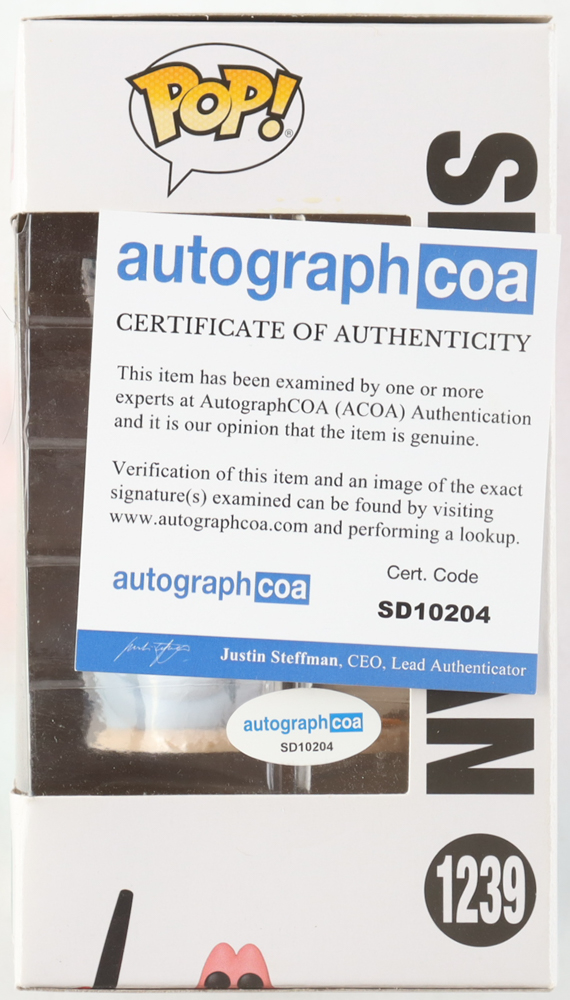 POP!
autographcoa
CERTIFICATE OF AUTHENTICITY
This item has been examined by one or more
experts at AutographCOA (ACOA) Authentication
and it is our opinion that the item is genuine.
Verification of this item and an image of the exact
signature(s) examined can be found by visiting
www.autographcoa.com and performing a lookup.
autographcoa
Cert. Code
SD10204
Justin Steffman, CEO, Lead Authenticator
autographcoa
SD10204
1239